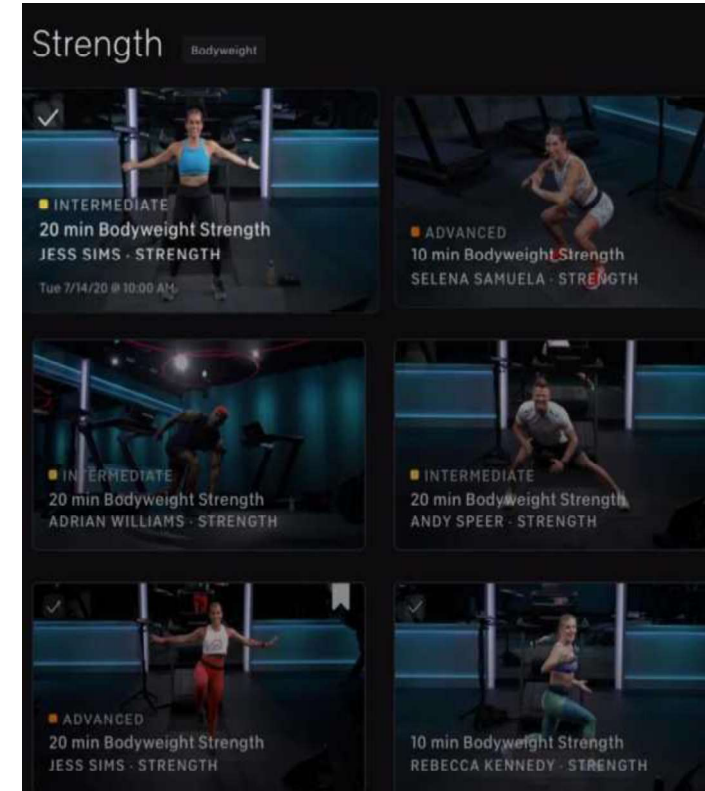 Strength
Bodyweight
INTERMEDIATE
20 min Bodyweight Strength
JESS SIMS · STRENGTH
Tue 7/14/20 @ 10:00 AM
ADVANCED
10 min Bodyweight Strength
SELENA SAMUELA · STRENGTH
INTERMEDIATE
20 min Bodyweight Strength
ADRIAN WILLIAMS · STRENGTH
INTERMEDIATE
20 min Bodyweight Strength
ANDY SPEER · STRENGTH
ADVANCED
20 min Bodyweight Strength
JESS SIMS · STRENGTH
10 min Bodyweight Strength
REBECCA KENNEDY · STRENGTH